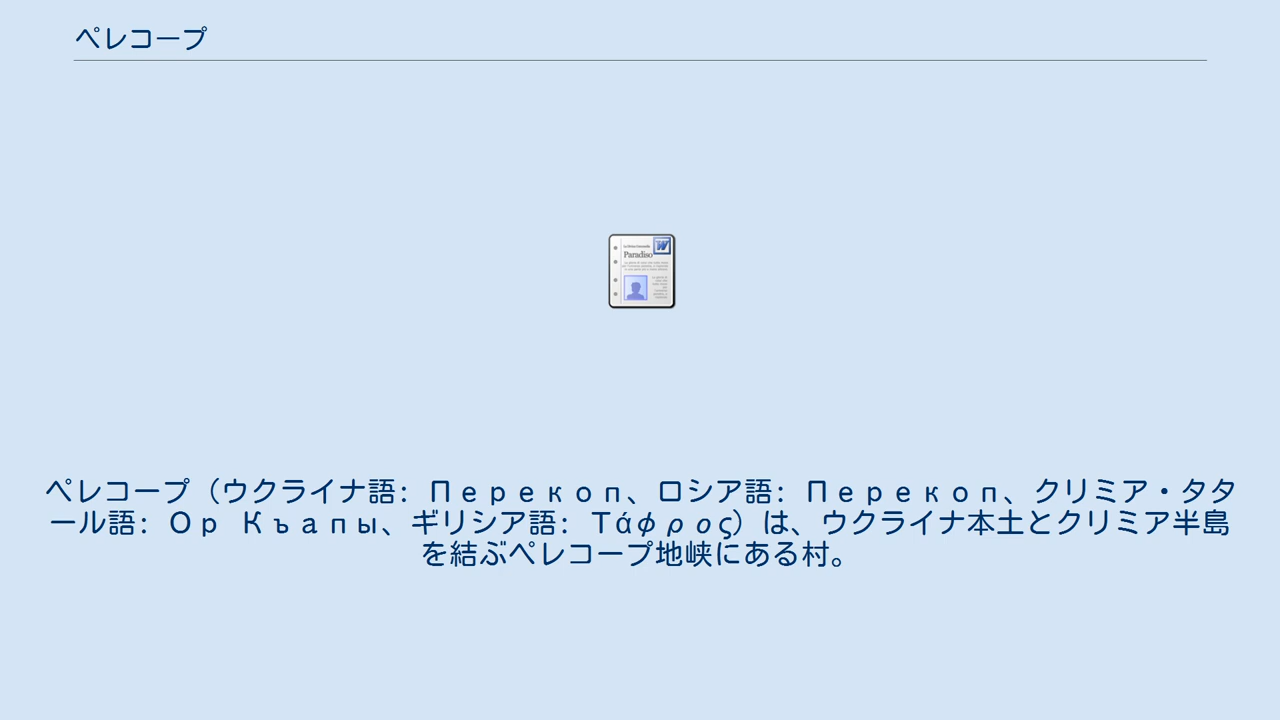 ペレコープ
Paradiso
W
ペレコープ（ウクライナ語: Перекоп、ロシア語: Перекоп、クリミア・タタ
ール語: Ор Къапы、ギリシア語: Τάφρος）は、ウクライナ本土とクリミア半島
を結ぶペレコープ地峡にある村。